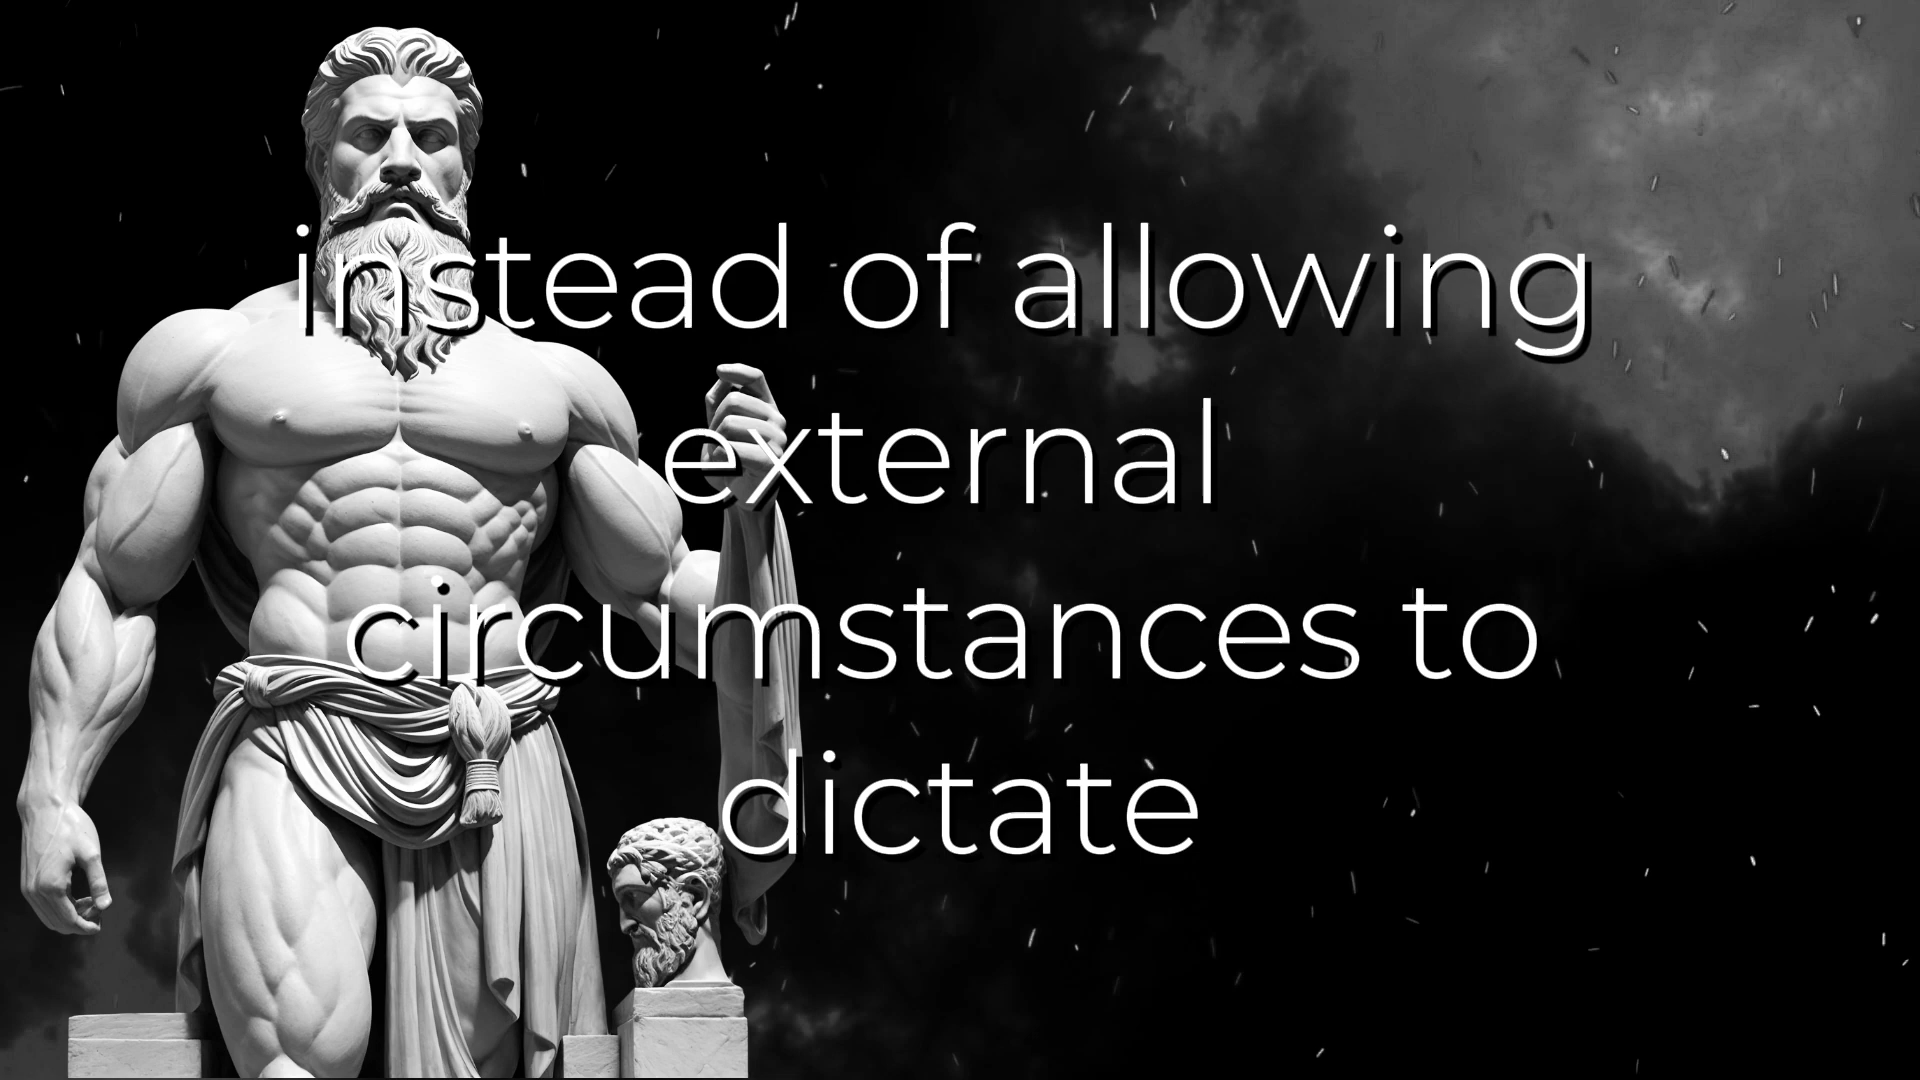 instead of allowing
external
circumstances to
dictate